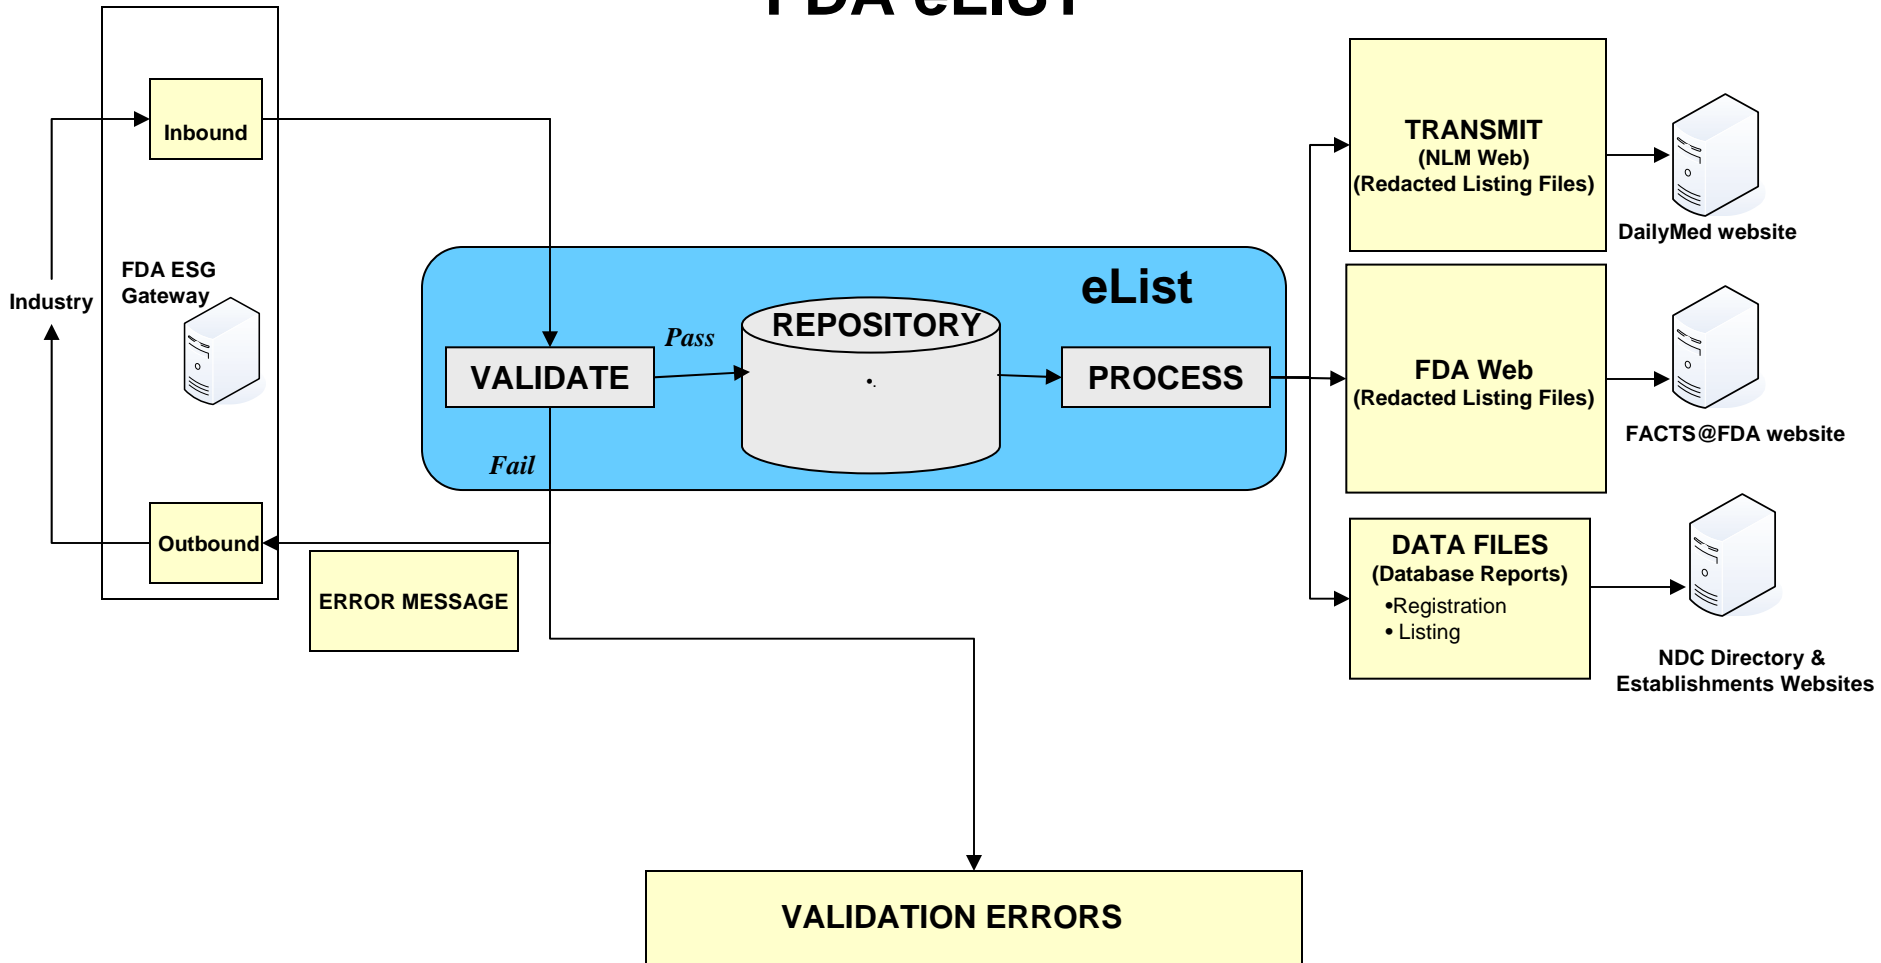 FDA eLIST
Inbound
FDA ESG
Gateway
Industry
Outbound
ERROR MESSAGE
eList
VALIDATE
Pass
Fail
REPOSITORY
•.
PROCESS
TRANSMIT
(NLM Web)
(Redacted Listing Files)
DailyMed website
FDA Web
(Redacted Listing Files)
FACTS@FDA website
DATA FILES
(Database Reports)
•Registration
• Listing
NDC Directory &
Establishments Websites
VALIDATION ERRORS